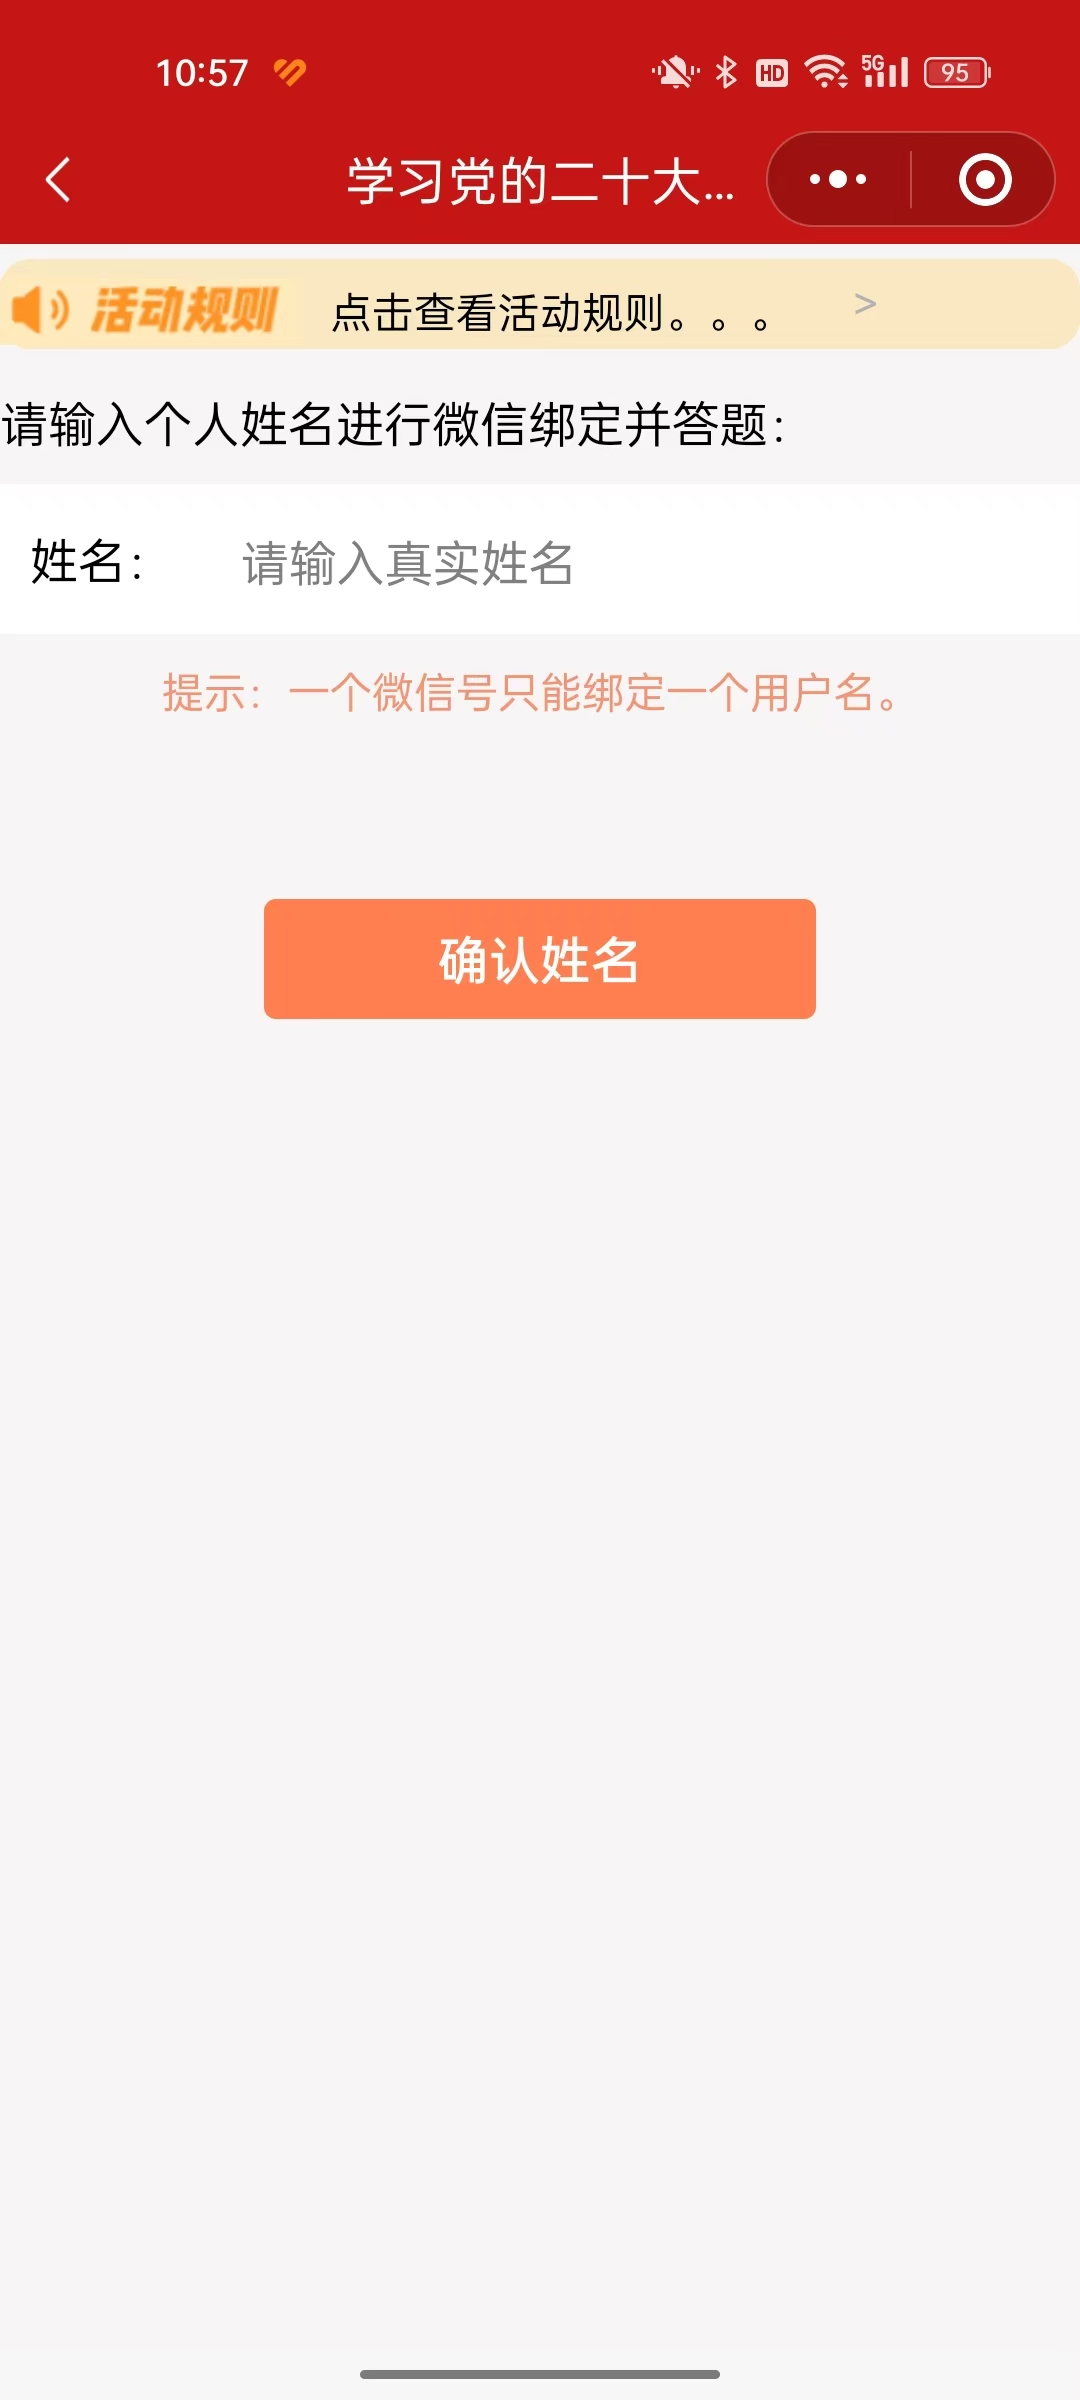 10:57
HD
5G
95
学习党的二十大...
活动规则 点击查看活动规则。。。 >
请输入个人姓名进行微信绑定并答题：
姓名： 请输入真实姓名
提示：一个微信号只能绑定一个用户名。
确认姓名